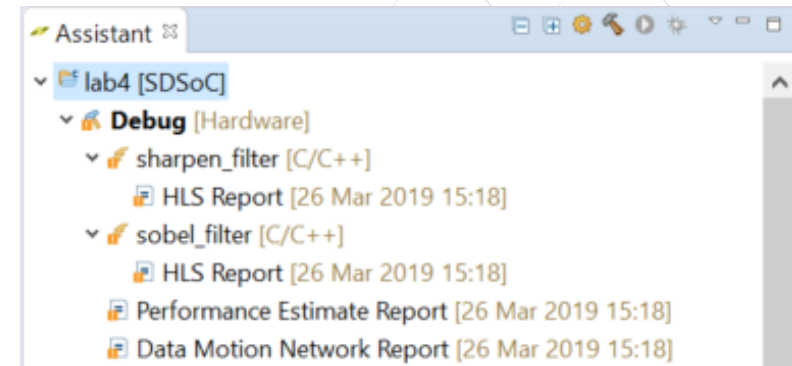 Assistant
lab4 [SDSoC]
Debug [Hardware]
sharpen_filter [C/C++]
HLS Report [26 Mar 2019 15:18]
sobel_filter [C/C++]
HLS Report [26 Mar 2019 15:18]
Performance Estimate Report [26 Mar 2019 15:18]
Data Motion Network Report [26 Mar 2019 15:18]